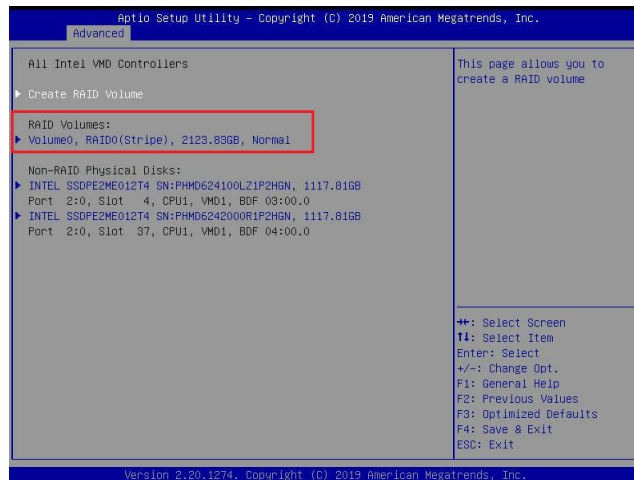 Aptio Setup Utility – Copyright (C) 2019 American Megatrends, Inc.
Advanced
All Intel VMD Controllers
Create RAID Volume
RAID Volumes:
Volume0, RAID0(Stripe), 2123.83GB, Normal
Non-RAID Physical Disks:
INTEL SSDPE2ME012T4 SN:PHMD624100LZ1P2HGN, 1117.81GB
Port 2:0, Slot 4, CPU1, VMD1, BDF 03:00.0
INTEL SSDPE2ME012T4 SN:PHMD6242000R1P2HGN, 1117.81GB
Port 2:0, Slot 37, CPU1, VMD1, BDF 04:00.0
This page allows you to
create a RAID volume
→←: Select Screen
↑↓: Select Item
Enter: Select
+/-: Change Opt.
F1: General Help
F2: Previous Values
F3: Optimized Defaults
F4: Save & Exit
ESC: Exit
Version 2.20.1274. Copyright (C) 2019 American Megatrends, Inc.